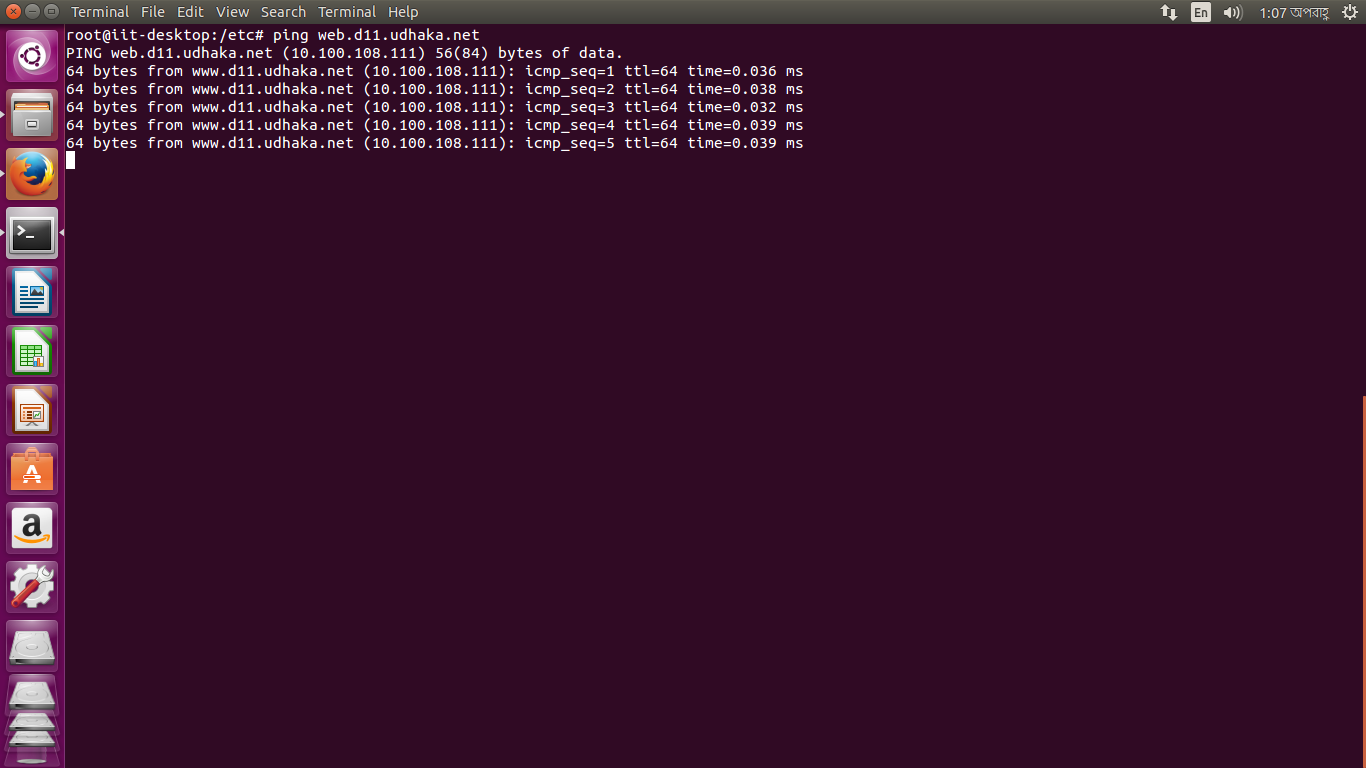 Terminal File Edit View Search Terminal Help En 1:07 অপরাহ্ণ
root@iit-desktop:/etc# ping web.d11.udhaka.net
PING web.d11.udhaka.net (10.100.108.111) 56(84) bytes of data.
64 bytes from www.d11.udhaka.net (10.100.108.111): icmp_seq=1 ttl=64 time=0.036 ms
64 bytes from www.d11.udhaka.net (10.100.108.111): icmp_seq=2 ttl=64 time=0.038 ms
64 bytes from www.d11.udhaka.net (10.100.108.111): icmp_seq=3 ttl=64 time=0.032 ms
64 bytes from www.d11.udhaka.net (10.100.108.111): icmp_seq=4 ttl=64 time=0.039 ms
64 bytes from www.d11.udhaka.net (10.100.108.111): icmp_seq=5 ttl=64 time=0.039 ms